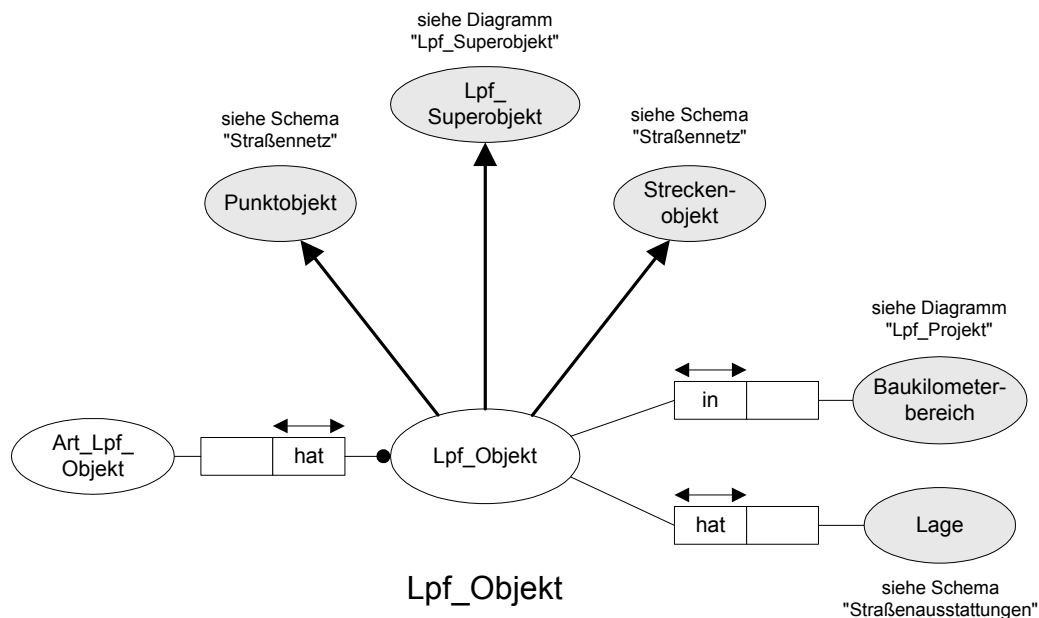 siehe Diagramm
"Lpf_Superobjekt"
Lpf_
Superobjekt
siehe Schema
"Straßennetz"
Punktobjekt
siehe Schema
"Straßennetz"
Strecken-
objekt
siehe Diagramm
"Lpf_Projekt"
in
Baukilometer-
bereich
Art_Lpf_
Objekt
hat
Lpf_Objekt
hat
Lage
siehe Schema
"Straßenausstattungen"
Lpf_Objekt